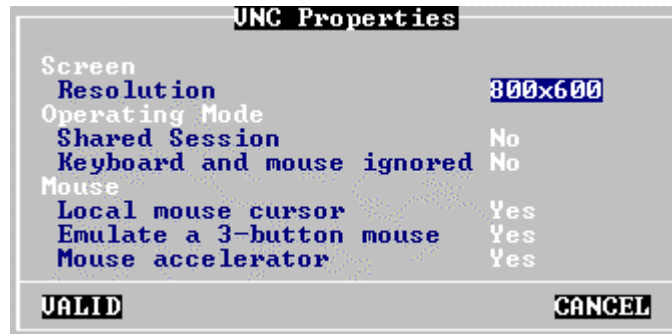 VNC Properties
Screen
Resolution 800x600
Operating Mode
Shared Session No
Keyboard and mouse ignored No
Mouse
Local mouse cursor Yes
Emulate a 3-button mouse Yes
Mouse accelerator Yes
VALID CANCEL